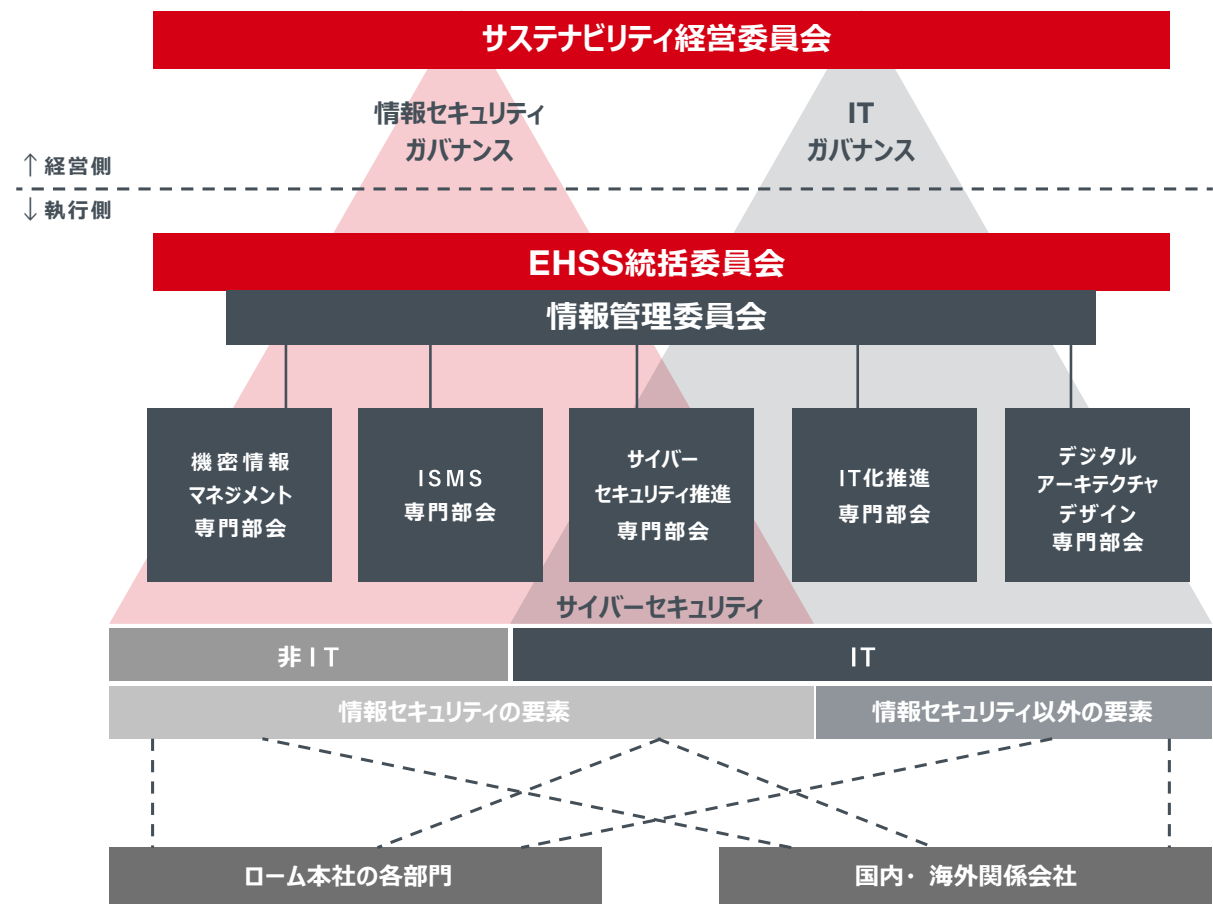 サステナビリティ経営委員会
情報セキュリティ
ガバナンス
IT
ガバナンス
↑経営側
↓執行側
EHSS統括委員会
情報管理委員会
機密情報
マネジメント
専門部会
ISMS
専門部会
サイバー
セキュリティ推進
専門部会
IT化推進
専門部会
デジタル
アーキテクチャ
デザイン
専門部会
サイバーセキュリティ
非IT
IT
情報セキュリティの要素
情報セキュリティ以外の要素
ローム本社の各部門
国内・海外関係会社